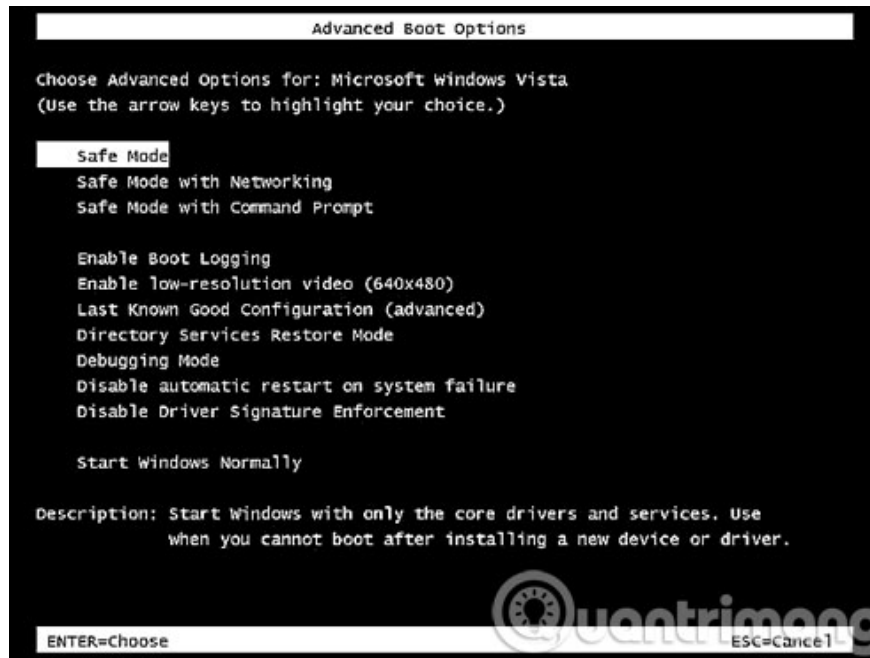 Advanced Boot Options
Choose Advanced Options for: Microsoft Windows Vista
(Use the arrow keys to highlight your choice.)
Safe Mode
Safe Mode with Networking
Safe Mode with Command Prompt
Enable Boot Logging
Enable low-resolution video (640x480)
Last Known Good Configuration (advanced)
Directory Services Restore Mode
Debugging Mode
Disable automatic restart on system failure
Disable Driver Signature Enforcement
Start Windows Normally
Description: Start Windows with only the core drivers and services. Use
when you cannot boot after installing a new device or driver.
Quantrimang
ENTER=Choose ESC=Cancel